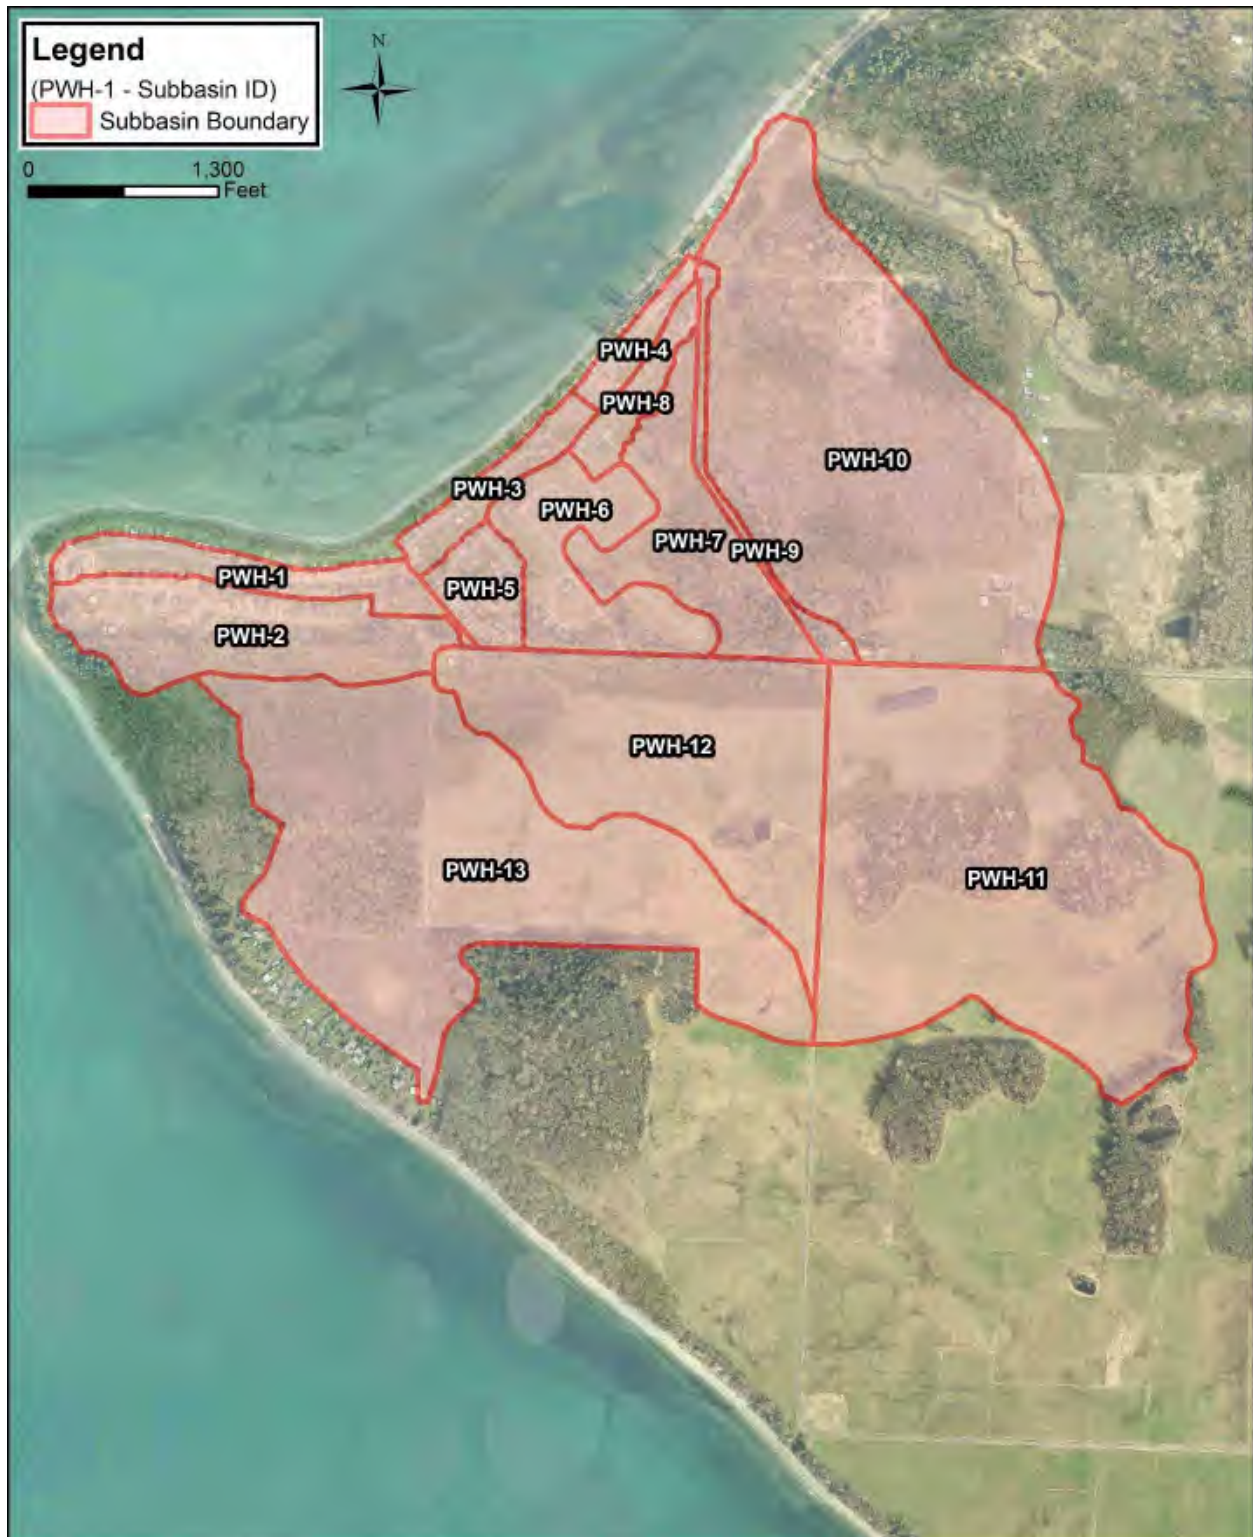 Legend
(PWH-1 - Subbasin ID)
Subbasin Boundary
N
0 1,300
Feet
PWH-4
PWH-8
PWH-10
PWH-3
PWH-6
PWH-7
PWH-9
PWH-1
PWH-5
PWH-2
PWH-12
PWH-13
PWH-11